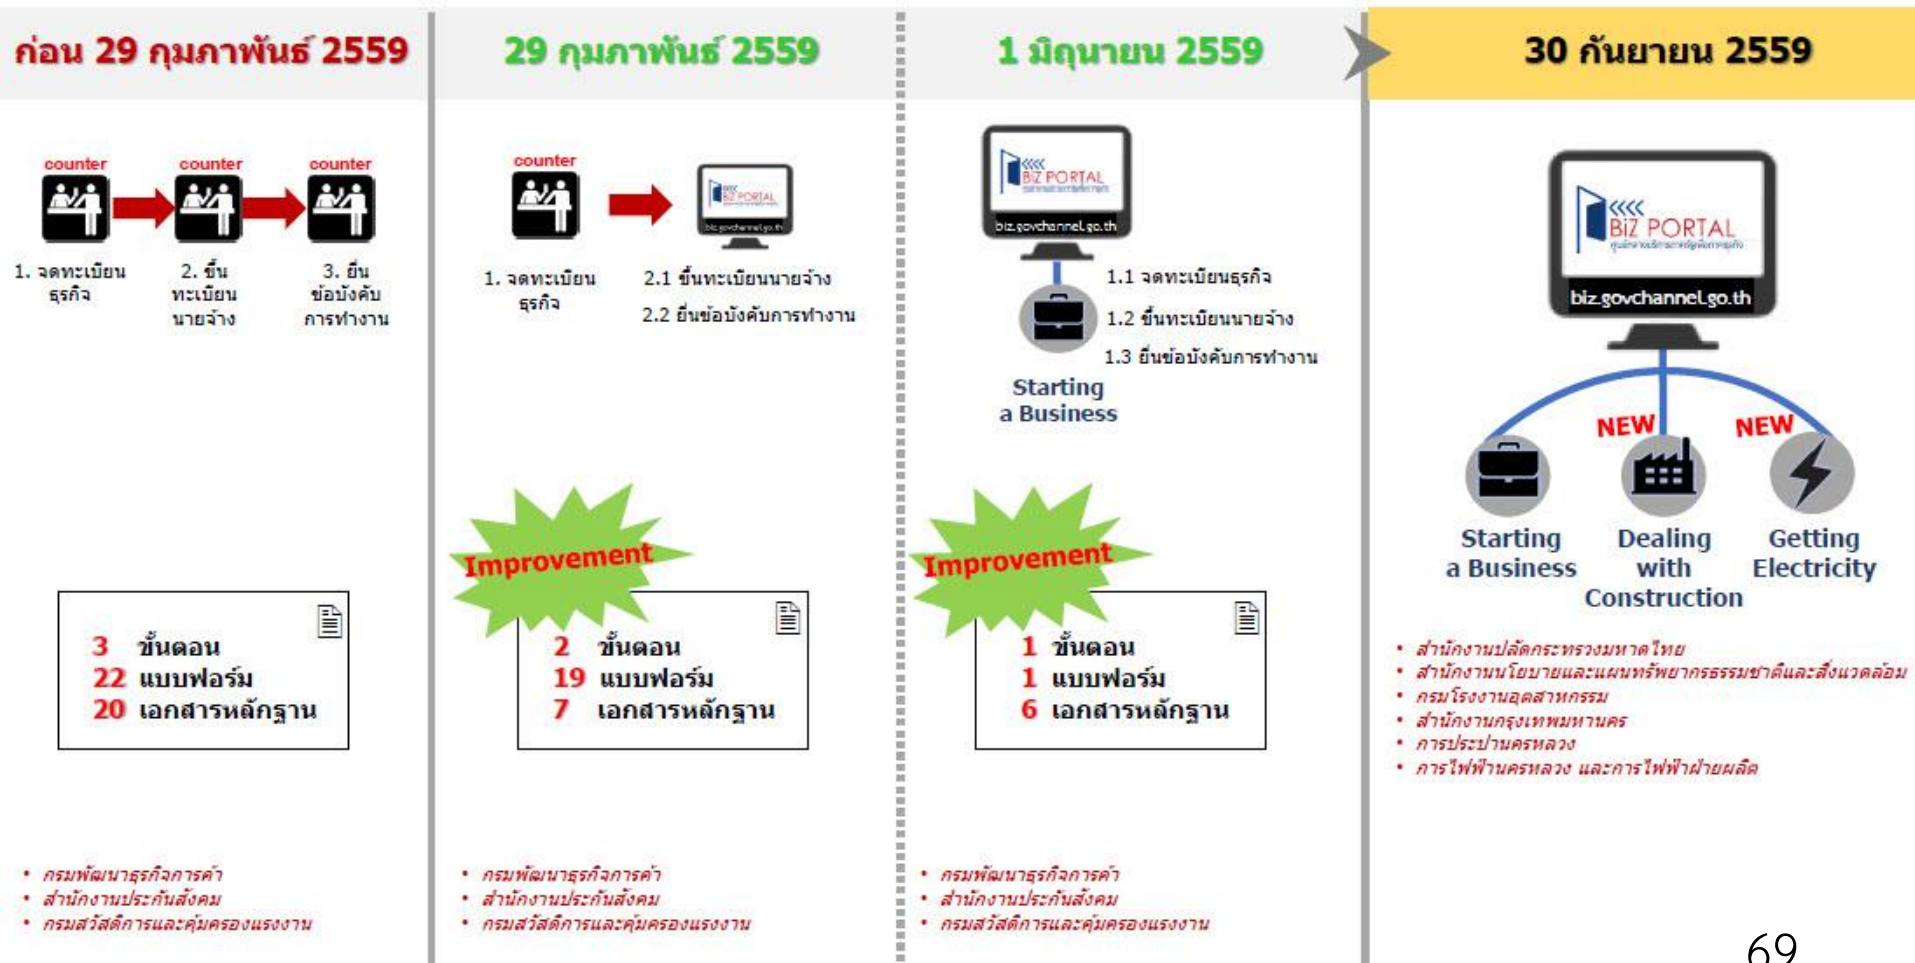 ก่อน 29 กุมภาพันธ์ 2559
counter
counter
counter
1. จดทะเบียน
ธุรกิจ
2. ขึ้น
ทะเบียน
นายจ้าง
3. ยื่น
ข้อบังคับ
การทำงาน
3 ขั้นตอน
22 แบบฟอร์ม
20 เอกสารหลักฐาน
• กรมพัฒนาธุรกิจการค้า
• สำนักงานประกันสังคม
• กรมสวัสดิการและคุ้มครองแรงงาน
29 กุมภาพันธ์ 2559
counter
BIZ PORTAL
biz.govchannel.go.th
1. จดทะเบียน
ธุรกิจ
2.1 ขึ้นทะเบียนนายจ้าง
2.2 ยื่นข้อบังคับการทำงาน
Improvement
2 ขั้นตอน
19 แบบฟอร์ม
7 เอกสารหลักฐาน
• กรมพัฒนาธุรกิจการค้า
• สำนักงานประกันสังคม
• กรมสวัสดิการและคุ้มครองแรงงาน
1 มิถุนายน 2559
BIZ PORTAL
biz.govchannel.go.th
1.1 จดทะเบียนธุรกิจ
1.2 ขึ้นทะเบียนนายจ้าง
1.3 ยื่นข้อบังคับการทำงาน
Starting
a Business
Improvement
1 ขั้นตอน
1 แบบฟอร์ม
6 เอกสารหลักฐาน
• กรมพัฒนาธุรกิจการค้า
• สำนักงานประกันสังคม
• กรมสวัสดิการและคุ้มครองแรงงาน
30 กันยายน 2559
BIZ PORTAL
ศูนย์กลางบริการภาครัฐเพื่อภาคธุรกิจ
biz.govchannel.go.th
NEW
NEW
Starting
a Business
Dealing
with
Construction
Getting
Electricity
• สำนักงานปลัดกระทรวงมหาดไทย
• สำนักงานนโยบายและแผนทรัพยากรธรรมชาติและสิ่งแวดล้อม
• กรมโรงงานอุตสาหกรรม
• สำนักงานกรุงเทพมหานคร
• การประปานครหลวง
• การไฟฟ้านครหลวง และการไฟฟ้าฝ่ายผลิต
69